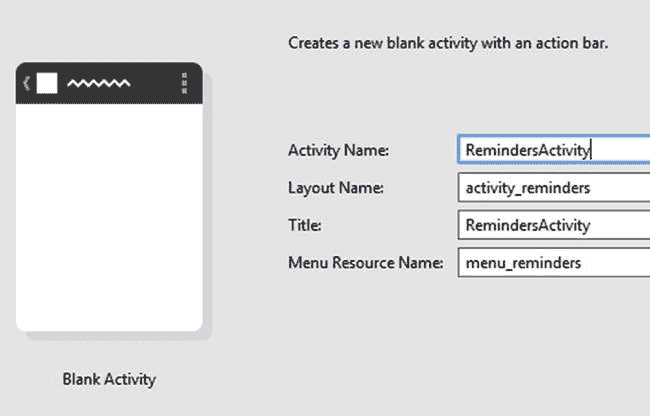 Creates a new blank activity with an action bar.
Activity Name: RemindersActivity
Layout Name: activity_reminders
Title: RemindersActivity
Menu Resource Name: menu_reminders
Blank Activity